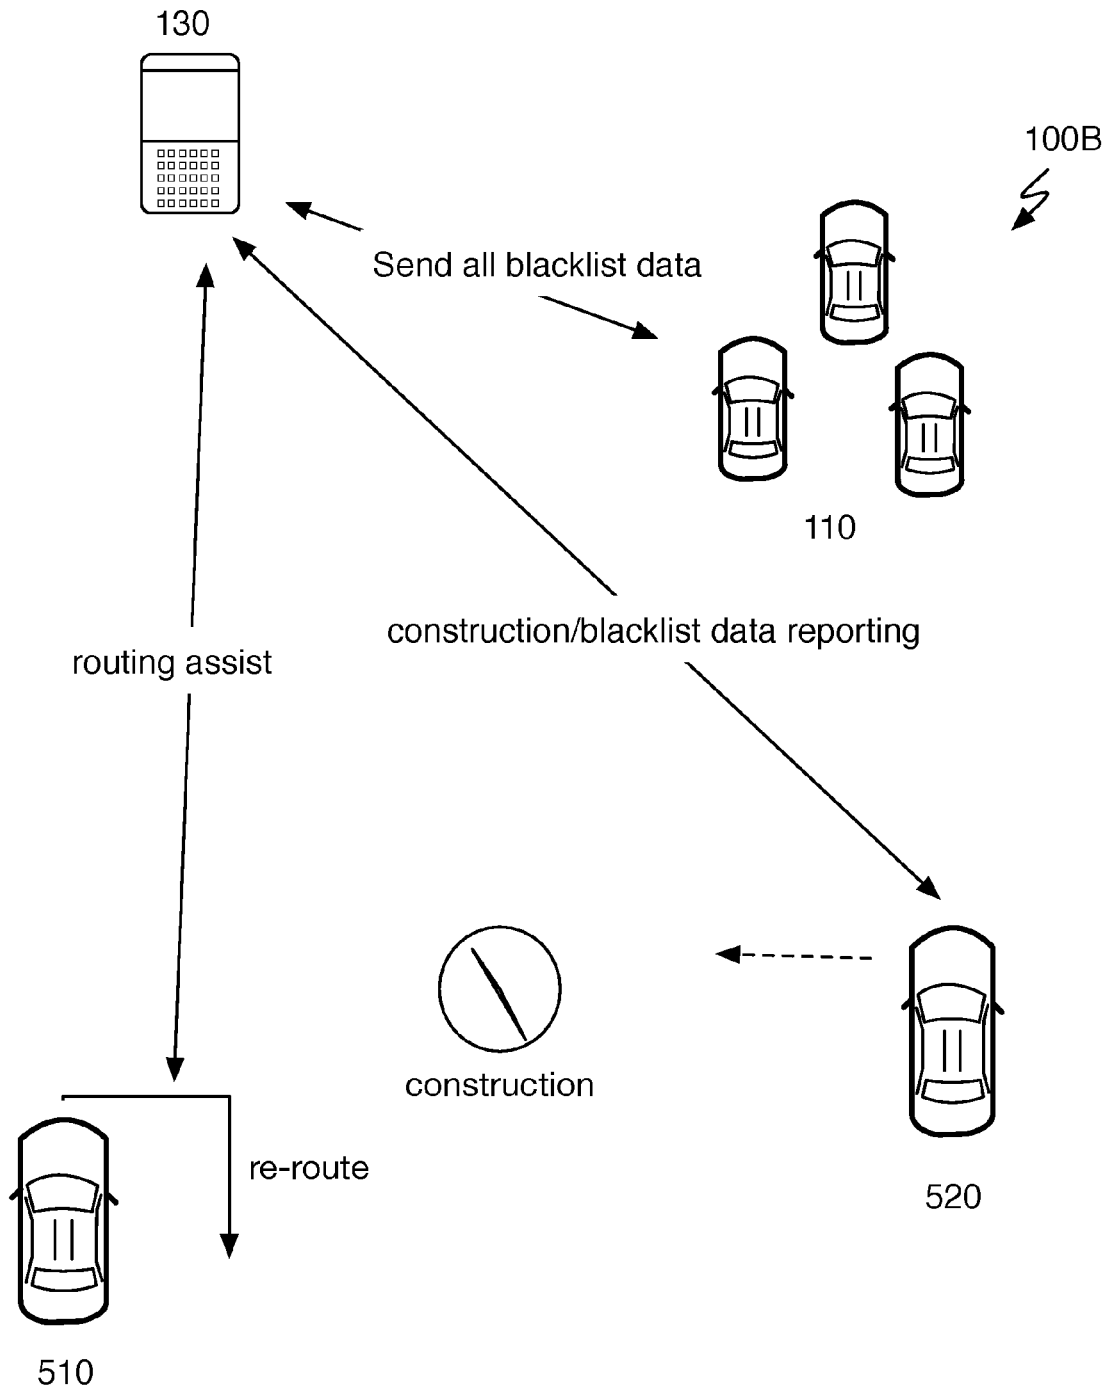 130
100B
Send all blacklist data
110
construction/blacklist data reporting
routing assist
construction
re-route
520
510